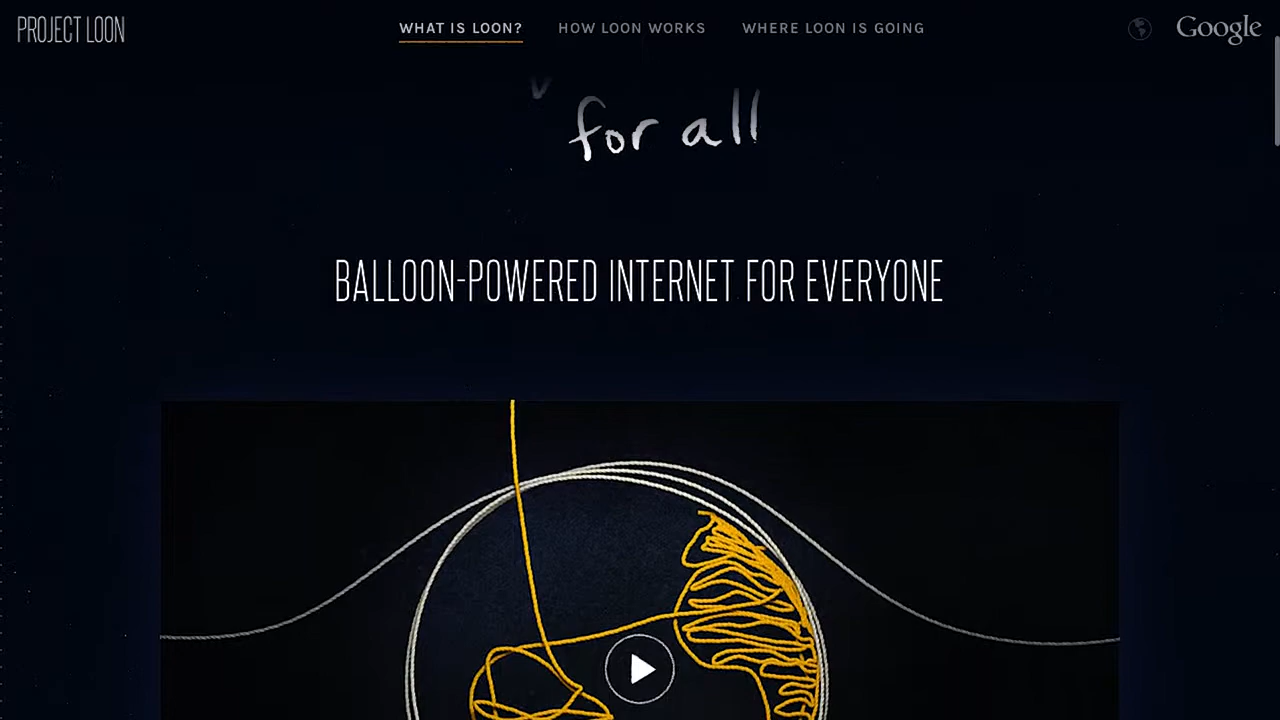 PROJECT LOON
WHAT IS LOON? HOW LOON WORKS WHERE LOON IS GOING
Google
for all
BALLOON-POWERED INTERNET FOR EVERYONE